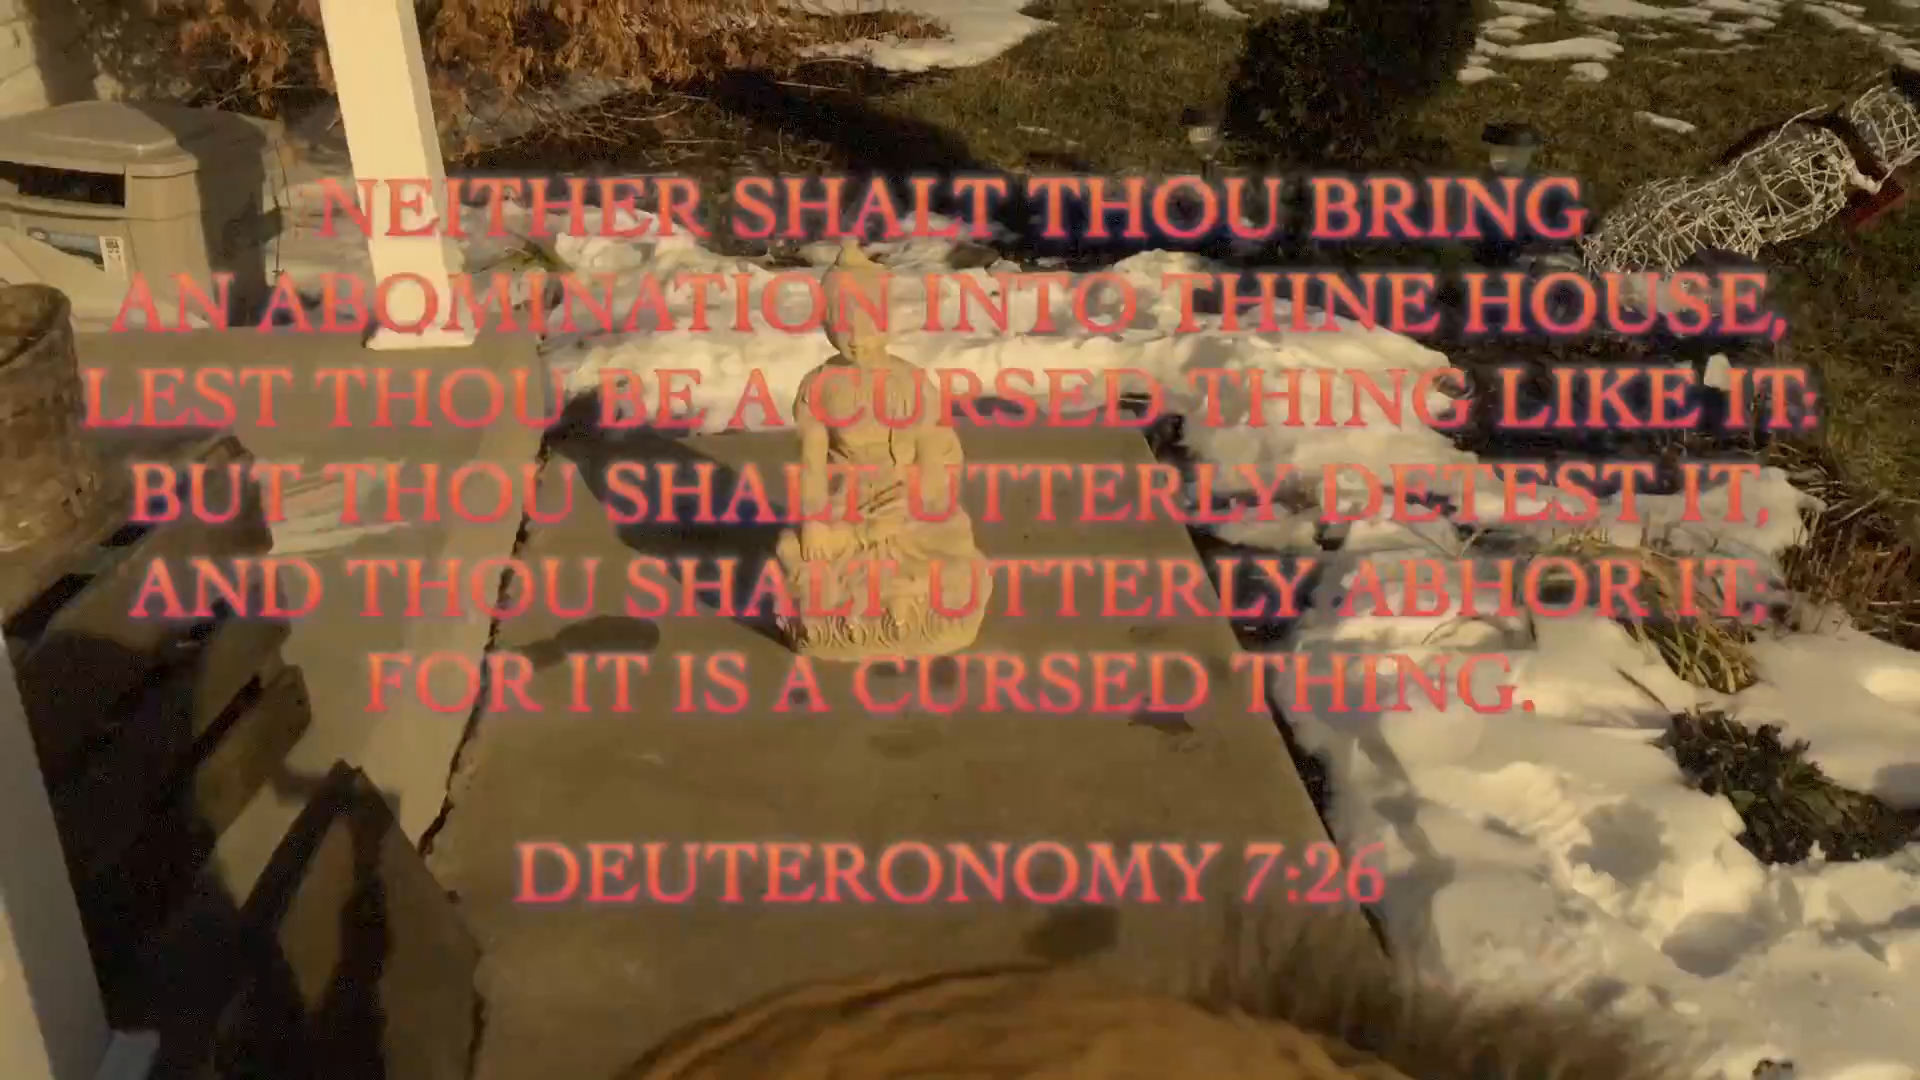 NEITHER SHALT THOU BRING
AN ABOMINATION INTO THINE HOUSE,
LEST THOU BE A CURSED THING LIKE IT:
BUT THOU SHALT UTTERLY DETEST IT,
AND THOU SHALT UTTERLY ABHOR IT;
FOR IT IS A CURSED THING.
DEUTERONOMY 7:26